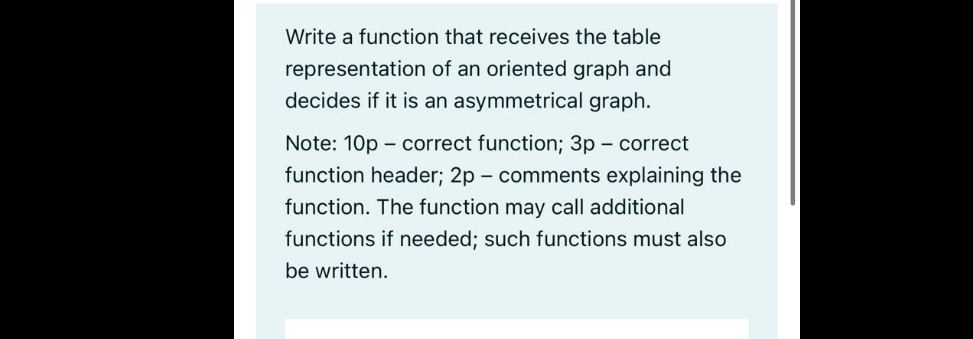 Write a function that receives the table
representation of an oriented graph and
decides if it is an asymmetrical graph.
Note: 10p – correct function; 3p – correct
function header; 2p – comments explaining the
function. The function may call additional
functions if needed; such functions must also
be written.